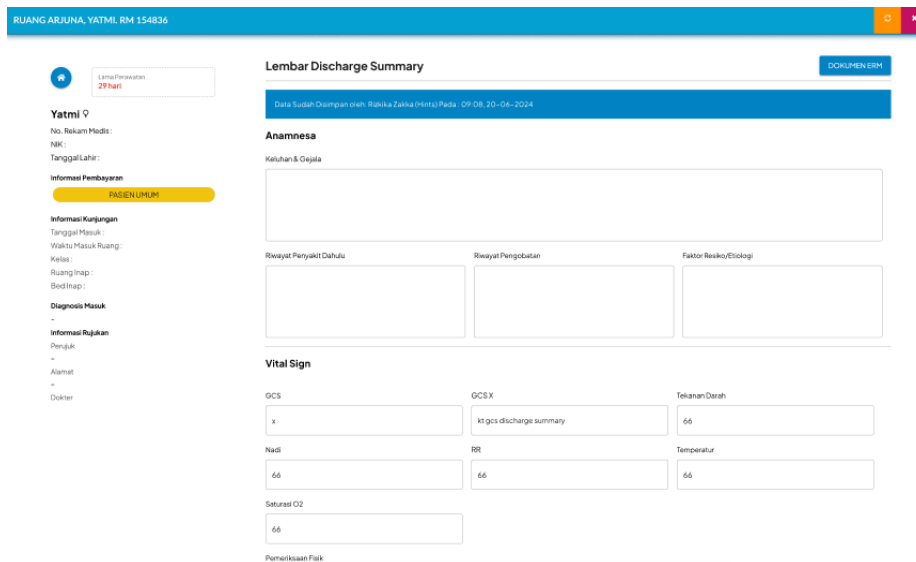 RUANG ARJUNA, YATMI. RM 154836
Lama Perawatan
29 hari
Yatmi
No. Rekam Medis :
NIK :
Tanggal Lahir :
Informasi Pembayaran
PASIEN UMUM
Informasi Kunjungan
Tanggal Masuk :
Waktu Masuk Ruang :
Kelas :
Ruang Inap :
Bed Inap :
Diagnosis Masuk
-
Informasi Rujukan
Perujuk
-
Alamat
-
Dokter
Lembar Discharge Summary
DOKUMEN ERM
Data Sudah Disimpan oleh: Rizkika Zakka (Hints) Pada : 09:08, 20-06-2024
Anamnesa
Keluhan & Gejala
Riwayat Penyakit Dahulu Riwayat Pengobatan Faktor Resiko/Etiologi
Vital Sign
GCS GCS X Tekanan Darah
x kt gcs discharge summary 66
Nadi RR Temperatur
66 66 66
Saturasi O2
66
Pemeriksaan Fisik